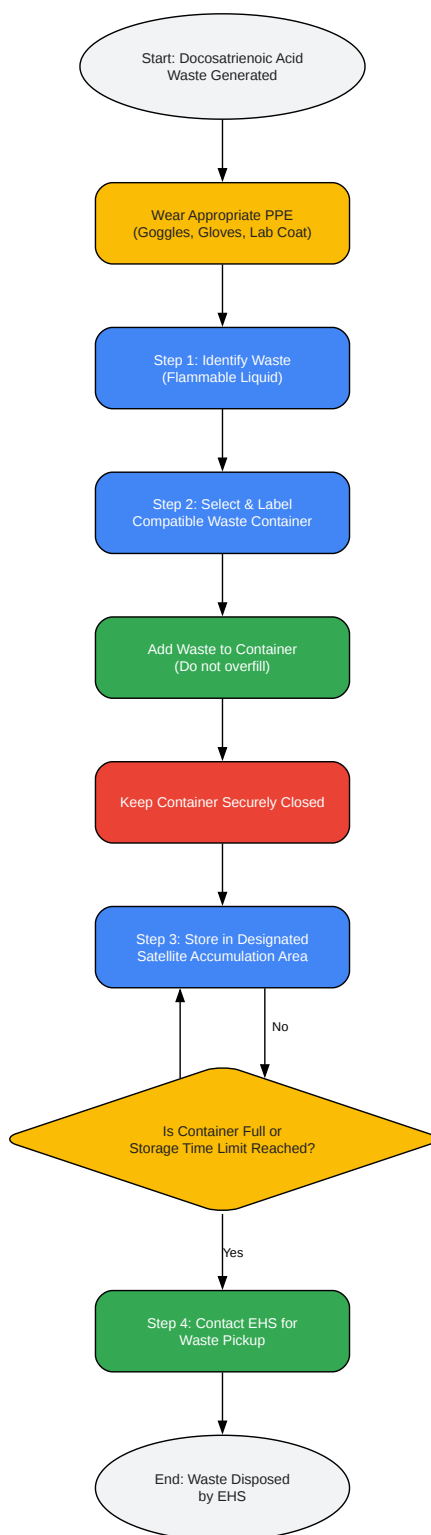 Start: Docosatrienoic Acid
Waste Generated
Wear Appropriate PPE
(Goggles, Gloves, Lab Coat)
Step 1: Identify Waste
(Flammable Liquid)
Step 2: Select & Label
Compatible Waste Container
Add Waste to Container
(Do not overfill)
Keep Container Securely Closed
Step 3: Store in Designated
Satellite Accumulation Area
No
Is Container Full or
Storage Time Limit Reached?
Yes
Step 4: Contact EHS for
Waste Pickup
End: Waste Disposed
by EHS